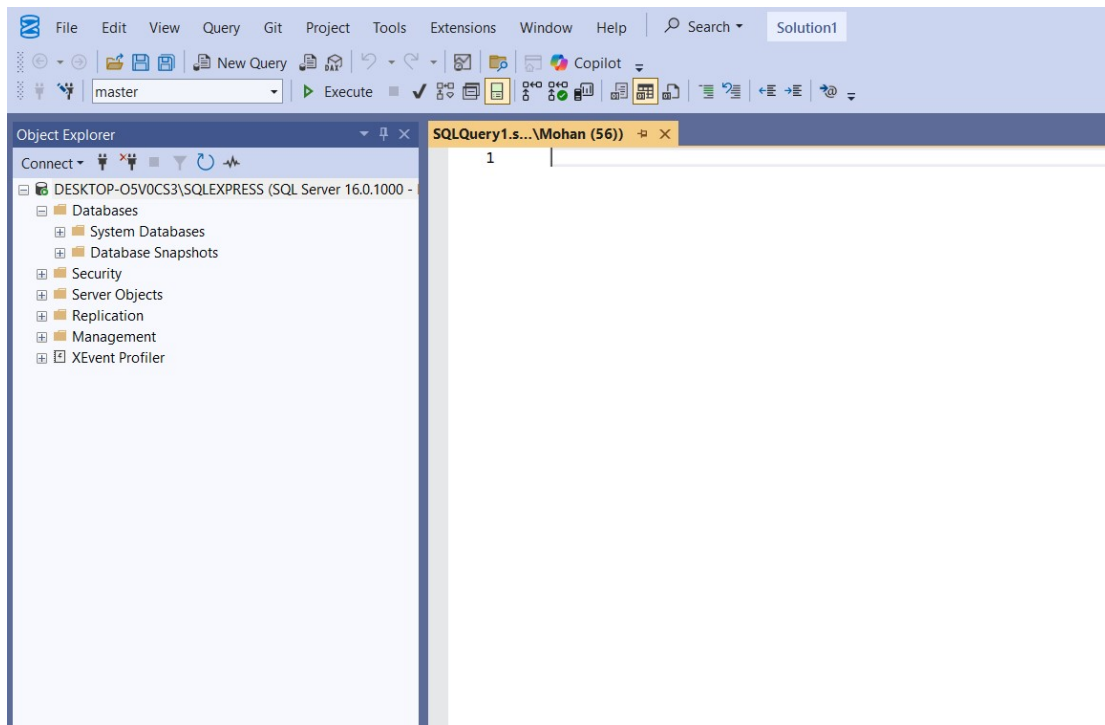 File Edit View Query Git Project Tools Extensions Window Help Search Solution1
New Query Copilot
master Execute
Object Explorer
SQLQuery1.s...\Mohan (56))
Connect
1
DESKTOP-O5V0CS3\SQLEXPRESS (SQL Server 16.0.1000 -
Databases
System Databases
Database Snapshots
Security
Server Objects
Replication
Management
XEvent Profiler